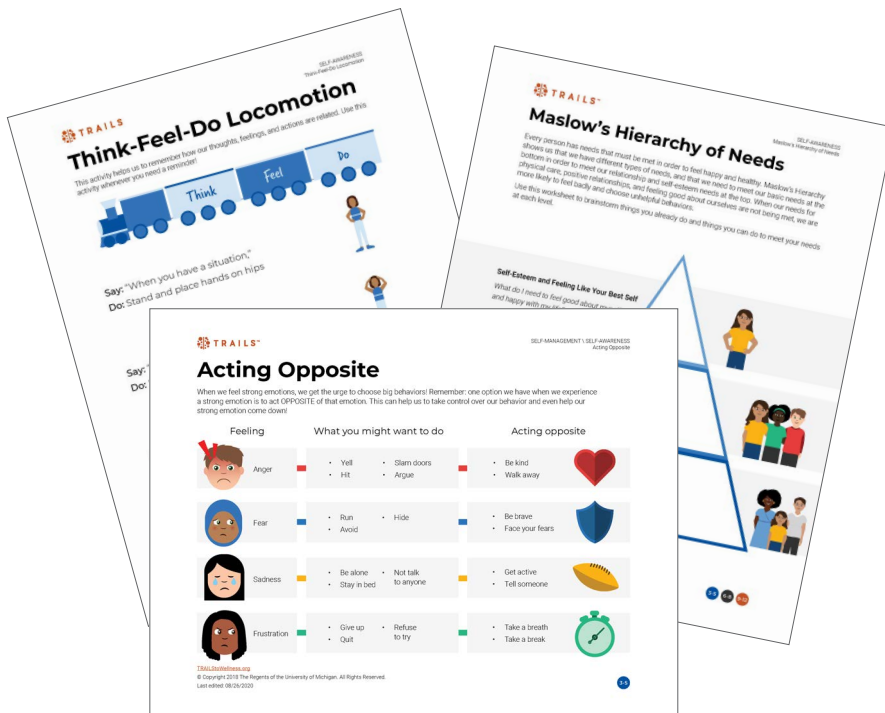 SELF-AWARENESS
Think-Feel-Do Locomotion
TRAILS
Think-Feel-Do Locomotion
This activity helps us to remember how our thoughts, feelings, and actions are related. Use this
activity whenever you need a reminder!
Think
Feel
Do
Say: "When you have a situation,"
Do: Stand and place hands on hips
Say: "
Do:
TRAILS™
SELF-AWARENESS
Maslow's Hierarchy of Needs
Maslow's Hierarchy of Needs
Every person has needs that must be met in order to feel happy and healthy. Maslow's Hierarchy
shows us that we have different types of needs, and that we need to meet our basic needs at the
bottom in order to meet our relationship and self-esteem needs at the top. When our needs for
physical care, positive relationships, and feeling good about ourselves are not being met, we are
more likely to feel badly and choose unhelpful behaviors.
Use this worksheet to brainstorm things you already do and things you can do to meet your needs
at each level.
Self-Esteem and Feeling Like Your Best Self
What do I need to feel good about
and happy with my
3-5
6-8
9-12
TRAILS™
SELF-MANAGEMENT \ SELF-AWARENESS
Acting Opposite
Acting Opposite
When we feel strong emotions, we get the urge to choose big behaviors! Remember: one option we have when we experience
a strong emotion is to act OPPOSITE of that emotion. This can help us to take control over our behavior and even help our
strong emotion come down!
Feeling What you might want to do Acting opposite
Anger
• Yell • Slam doors
• Hit • Argue
• Be kind
• Walk away
Fear
• Run • Hide
• Avoid
• Be brave
• Face your fears
Sadness
• Be alone • Not talk
• Stay in bed to anyone
• Get active
• Tell someone
Frustration
• Give up • Refuse
• Quit to try
• Take a breath
• Take a break
TRAILStoWellness.org
© Copyright 2018 The Regents of the University of Michigan. All Rights Reserved.
Last edited: 08/26/2020
3-5